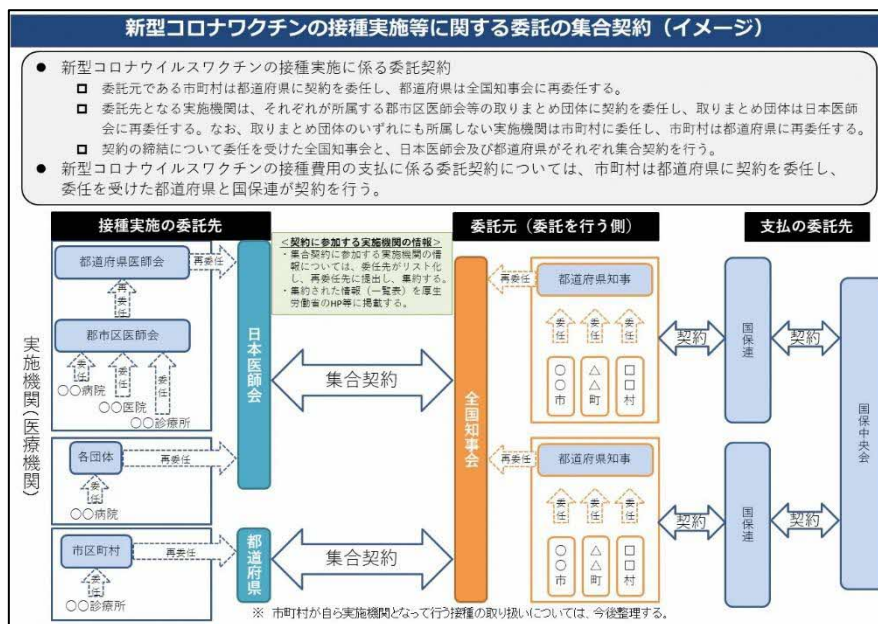 新型コロナワクチンの接種実施等に関する委託の集合契約（イメージ）
● 新型コロナウイルスワクチンの接種実施に係る委託契約
□ 委託元である市町村は都道府県に契約を委任し、都道府県は全国知事会に再委任する。
□ 委託先となる実施機関は、それぞれが所属する郡市区医師会等の取りまとめ団体に契約を委任し、取りまとめ団体は日本医師
会に再委任する。なお、取りまとめ団体のいずれにも所属しない実施機関は市町村に委任し、市町村は都道府県に再委任する。
□ 契約の締結について委任を受けた全国知事会と、日本医師会及び都道府県がそれぞれ集合契約を行う。
● 新型コロナウイルスワクチンの接種費用の支払に係る委託契約については、市町村は都道府県に契約を委任し、
委任を受けた都道府県と国保連が契約を行う。
接種実施の委託先
委託元（委託を行う側）
支払の委託先
＜契約に参加する実施機関の情報＞
・集合契約に参加する実施機関の情
報については、委任先がリスト化
し、再委任先に提出し、集約する。
・集約された情報（一覧表）を厚生
労働省のHP等に掲載する。
実施機関(医療機関)
都道府県医師会
再委任
再委任
郡市区医師会
委任
委任
委任
○○病院
○○医院
○○診療所
各団体
再委任
委任
○○病院
市区町村
再委任
委任
○○診療所
日本医師会
都道府県
集合契約
集合契約
全国知事会
再委任
都道府県知事
委任
委任
委任
○○市
△△町
□□村
再委任
都道府県知事
委任
委任
委任
○○市
△△町
□□村
契約
国保連
契約
契約
国保連
契約
国保中央会
※ 市町村が自ら実施機関となって行う接種の取り扱いについては、今後整理する。